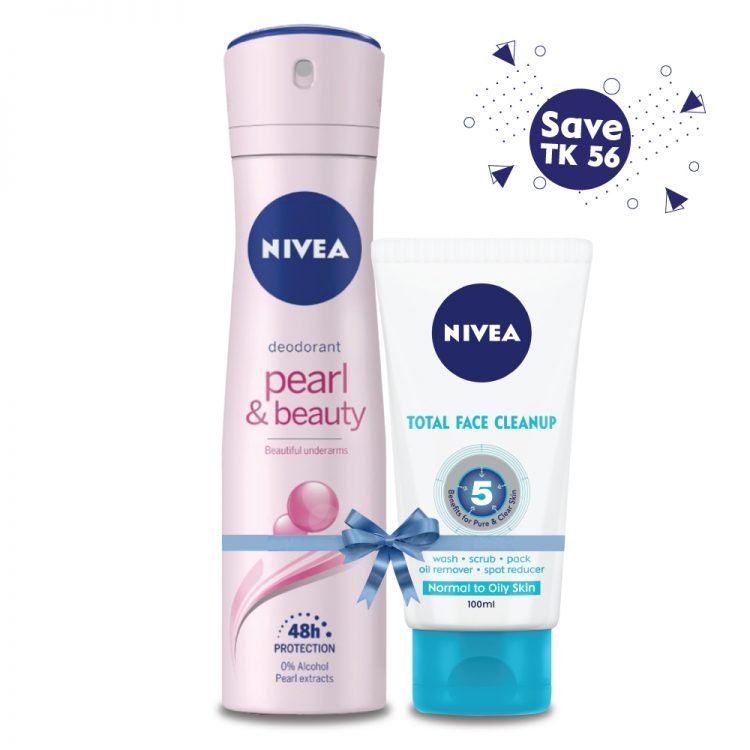 Save
TK 56
NIVEA
deodorant
pearl
& beauty
Beautiful underarms
48h
PROTECTION
0% Alcohol
Pearl extracts
NIVEA
TOTAL FACE CLEANUP
5
Benefits for Pure & Clear Skin
wash • scrub • pack
oil remover • spot reducer
Normal to Oily Skin
100ml